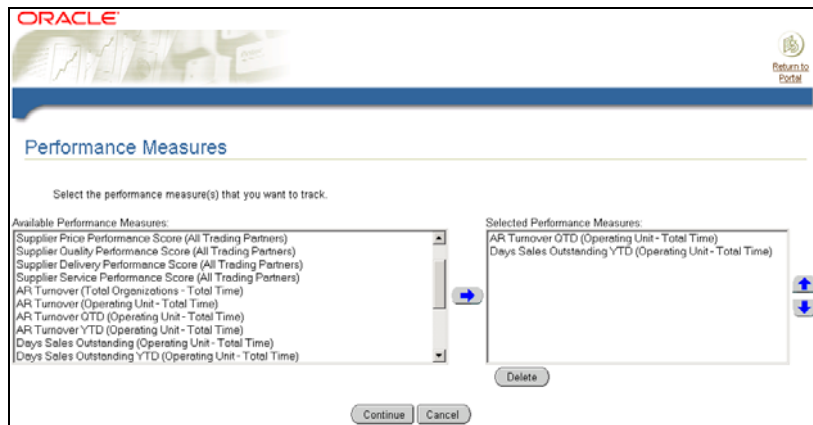 ORACLE
Return to
Portal
Performance Measures
Select the performance measure(s) that you want to track.
Available Performance Measures:
Supplier Price Performance Score (All Trading Partners)
Supplier Quality Performance Score (All Trading Partners)
Supplier Delivery Performance Score (All Trading Partners)
Supplier Service Performance Score (All Trading Partners)
AR Turnover (Total Organizations - Total Time)
AR Turnover (Operating Unit - Total Time)
AR Turnover QTD (Operating Unit - Total Time)
AR Turnover YTD (Operating Unit - Total Time)
Days Sales Outstanding (Operating Unit - Total Time)
Days Sales Outstanding YTD (Operating Unit - Total Time)
Selected Performance Measures:
AR Turnover QTD (Operating Unit - Total Time)
Days Sales Outstanding YTD (Operating Unit - Total Time)
Delete
Continue
Cancel